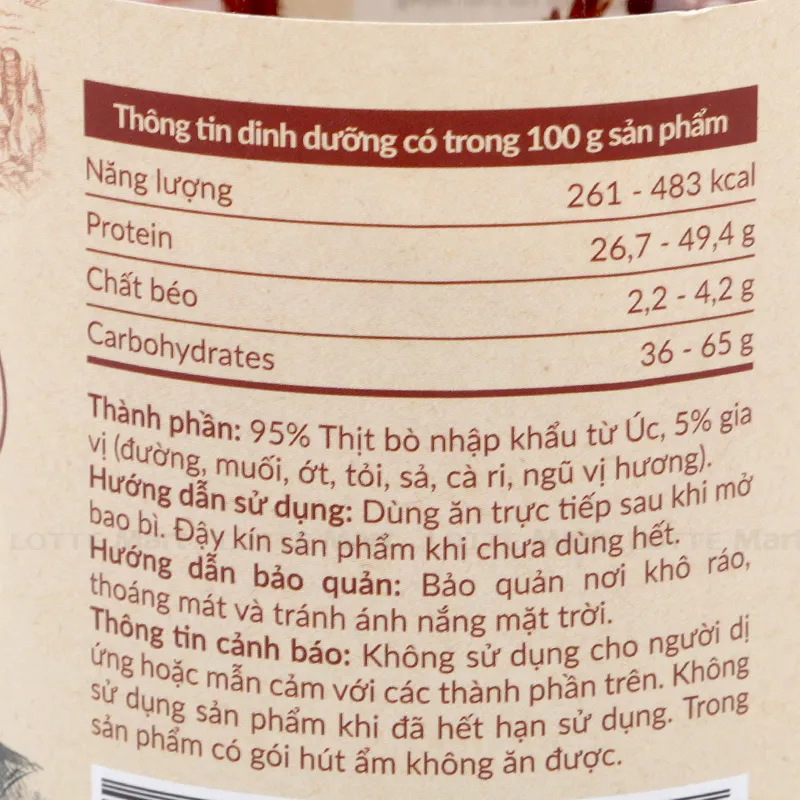 Thông tin dinh dưỡng có trong 100 g sản phẩm
Năng lượng 261 - 483 kcal
Protein 26,7 - 49,4 g
Chất béo 2,2 - 4,2 g
Carbohydrates 36 - 65 g
Thành phần: 95% Thịt bò nhập khẩu từ Úc, 5% gia
vị (đường, muối, ớt, tỏi, sả, cà ri, ngũ vị hương).
Hướng dẫn sử dụng: Dùng ăn trực tiếp sau khi mở
bao bì. Đậy kín sản phẩm khi chưa dùng hết.
Hướng dẫn bảo quản: Bảo quản nơi khô ráo,
thoáng mát và tránh ánh nắng mặt trời.
Thông tin cảnh báo: Không sử dụng cho người dị
ứng hoặc mẫn cảm với các thành phần trên. Không
sử dụng sản phẩm khi đã hết hạn sử dụng. Trong
sản phẩm có gói hút ẩm không ăn được.
LOTTE Mart